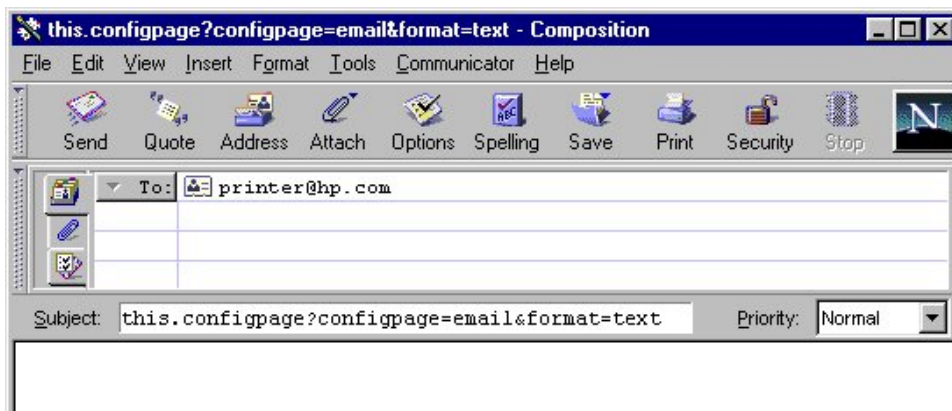 this.configpage?configpage=email&format=text - Composition
File Edit View Insert Format Tools Communicator Help
Send Quote Address Attach Options Spelling Save Print Security Stop
N
To: printer@hp.com
Subject: this.configpage?configpage=email&format=text Priority: Normal